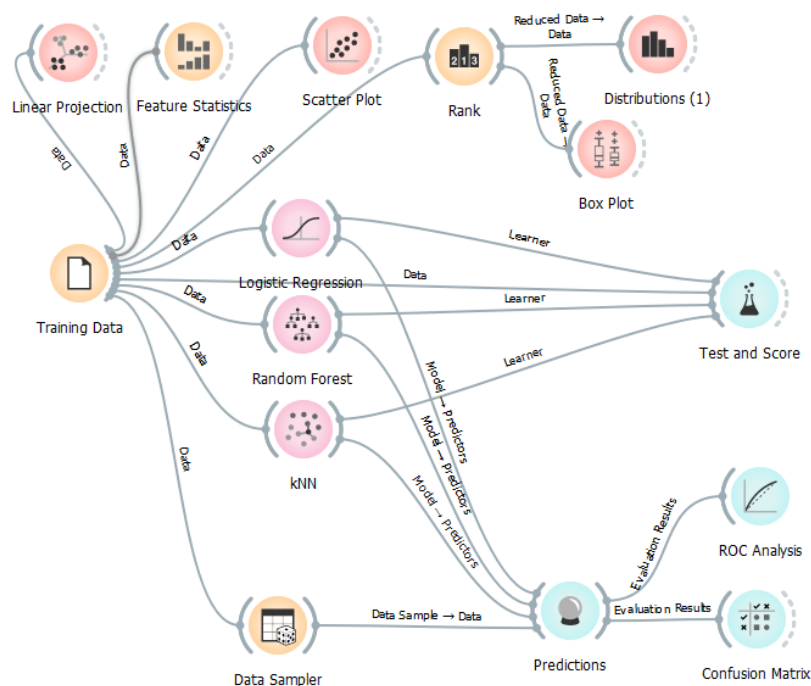 Reduced Data → Data
Linear Projection
Feature Statistics
Scatter Plot
2 1 3
Rank
Distributions (1)
Reduced Data → Data
Box Plot
Data
Data
Data
Data
Data
Logistic Regression
Learner
Data
Training Data
Data
Random Forest
Learner
Test and Score
Data
kNN
Learner
Model → Predictors
Model → Predictors
Model → Predictors
Data
ROC Analysis
Evaluation Results
Data Sampler
Data Sample → Data
Predictions
Evaluation Results
Confusion Matrix